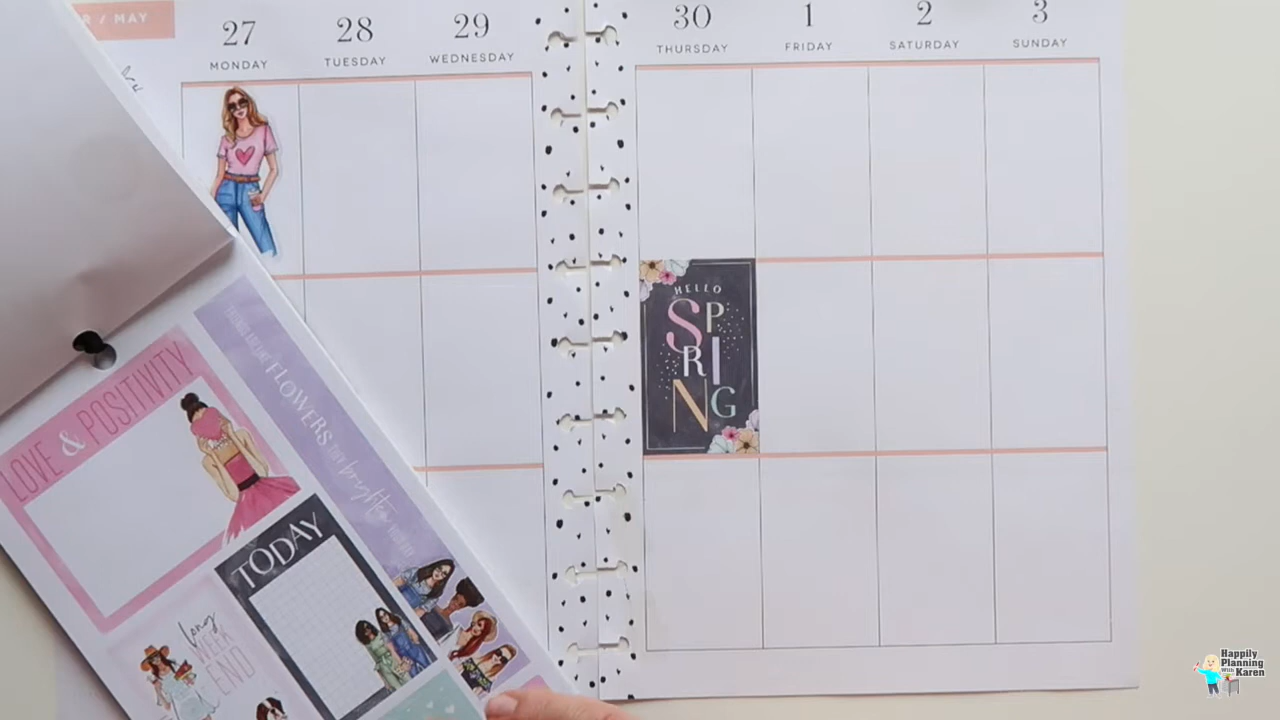 / MAY
27
MONDAY
28
TUESDAY
29
WEDNESDAY
30
THURSDAY
1
FRIDAY
2
SATURDAY
3
SUNDAY
HELLO
SPRING
LOVE & POSITIVITY
FLOWERS
brighten
TODAY
long
WEEK
END
Happily
Planning
With
Karen